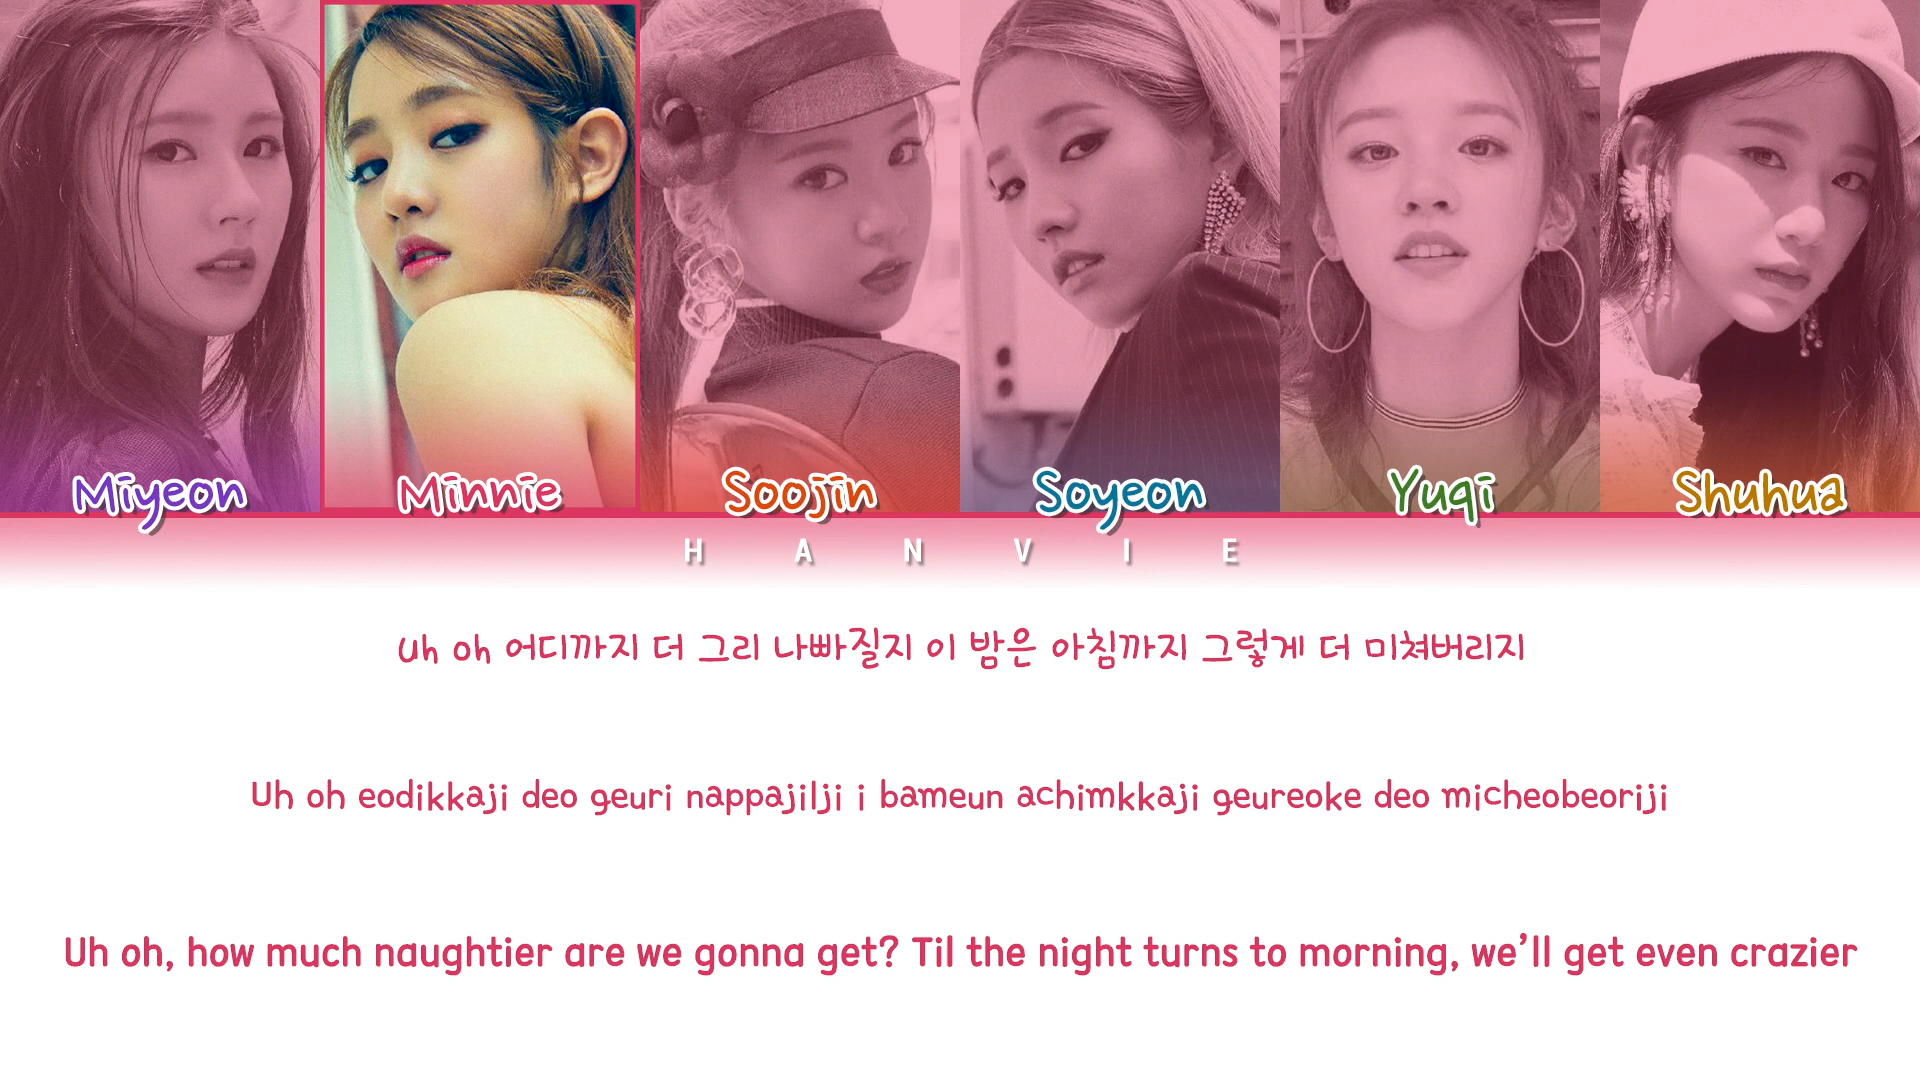 Miyeon Minnie Soojin Soyeon Yuqi Shuhua
HANVIE
Uh oh 어디까지 더 그리 나빠질지 이 밤은 아침까지 그렇게 더 미쳐버리지
Uh oh eodikkaji deo geuri nappajilji i bameun achimkkaji geureoke deo micheobeoriji
Uh oh, how much naughtier are we gonna get? Til the night turns to morning, we’ll get even crazier